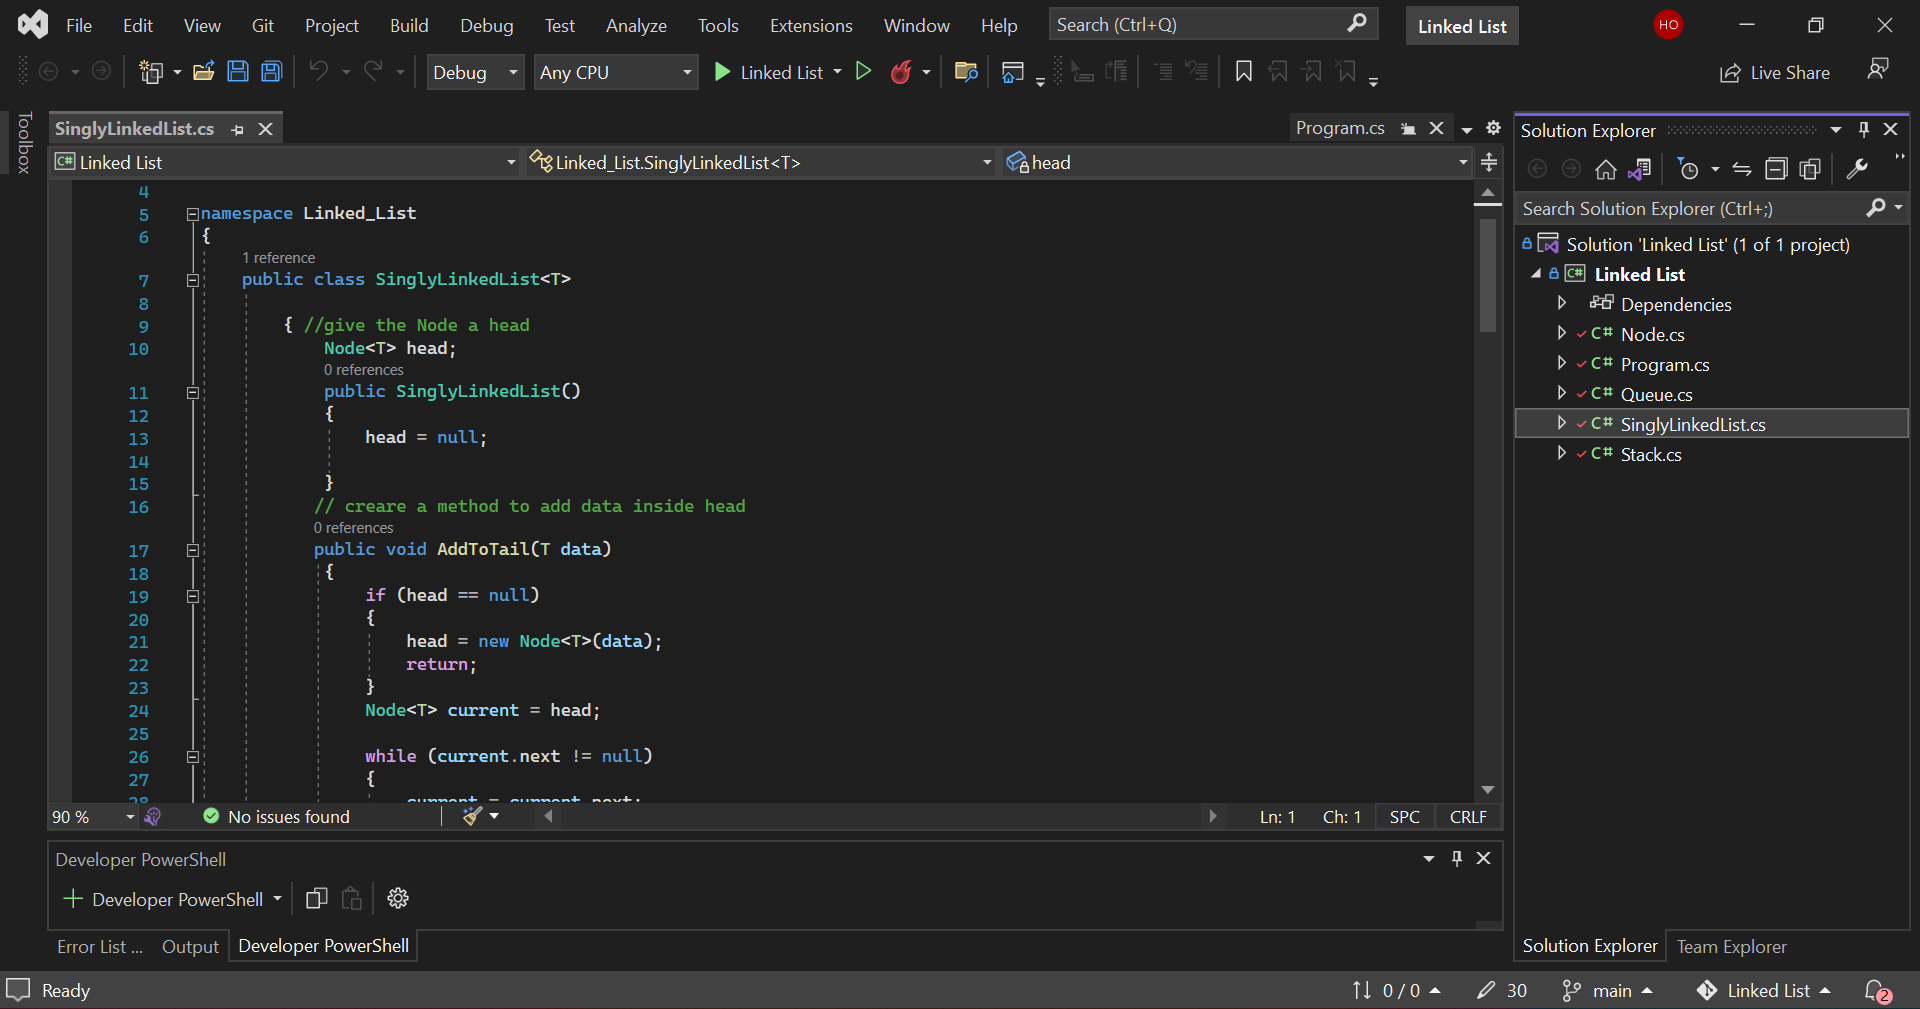 File Edit View Git Project Build Debug Test Analyze Tools Extensions Window Help Search (Ctrl+Q) Linked List HO
Debug Any CPU Linked List Live Share
Toolbox
SinglyLinkedList.cs Program.cs
Linked List Linked_List.SinglyLinkedList<T> head
4
5 namespace Linked_List
6 {
1 reference
7 public class SinglyLinkedList<T>
8
9 { //give the Node a head
10 Node<T> head;
0 references
11 public SinglyLinkedList()
12 {
13 head = null;
14
15 }
16 // creare a method to add data inside head
0 references
17 public void AddToTail(T data)
18 {
19 if (head == null)
20 {
21 head = new Node<T>(data);
22 return;
23 }
24 Node<T> current = head;
25
26 while (current.next != null)
27 {
28 current = current.next;
90 % No issues found Ln: 1 Ch: 1 SPC CRLF
Developer PowerShell
Developer PowerShell
Error List ... Output Developer PowerShell
Solution Explorer
Search Solution Explorer (Ctrl+;)
Solution 'Linked List' (1 of 1 project)
C# Linked List
Dependencies
C# Node.cs
C# Program.cs
C# Queue.cs
C# SinglyLinkedList.cs
C# Stack.cs
Solution Explorer Team Explorer
Ready 0 / 0 30 main Linked List 2